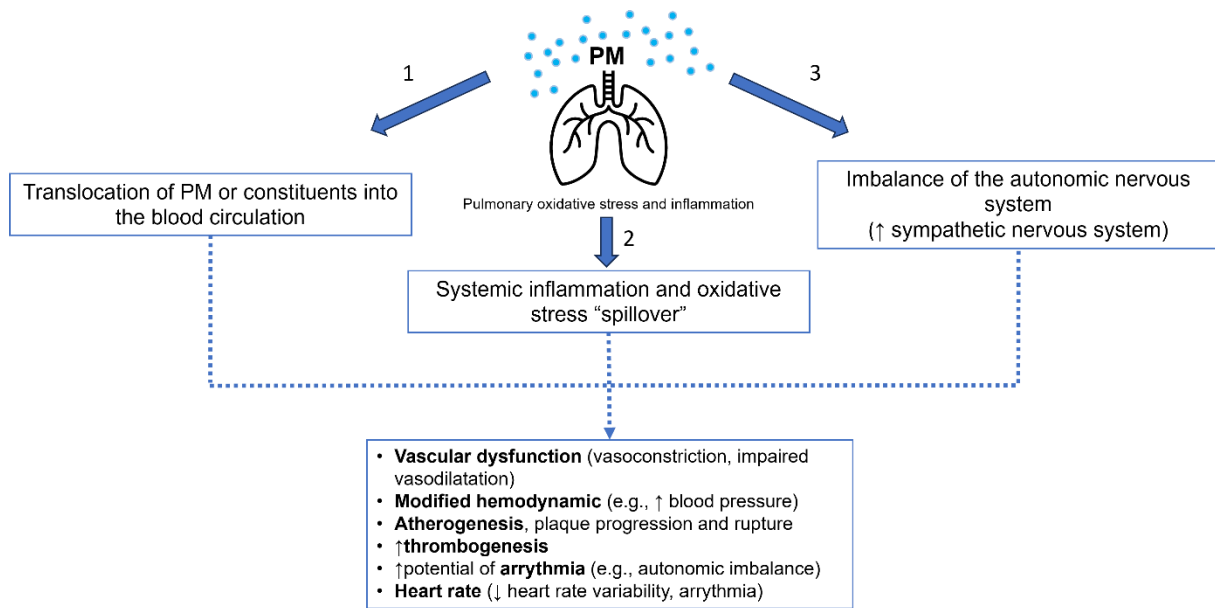 PM
1
3
Translocation of PM or constituents into
the blood circulation
Pulmonary oxidative stress and inflammation
Imbalance of the autonomic nervous
system
(↑ sympathetic nervous system)
2
Systemic inflammation and oxidative
stress “spillover”
• Vascular dysfunction (vasoconstriction, impaired
vasodilatation)
• Modified hemodynamic (e.g., ↑ blood pressure)
• Atherogenesis, plaque progression and rupture
• ↑thrombogenesis
• ↑potential of arrythmia (e.g., autonomic imbalance)
• Heart rate (↓ heart rate variability, arrythmia)